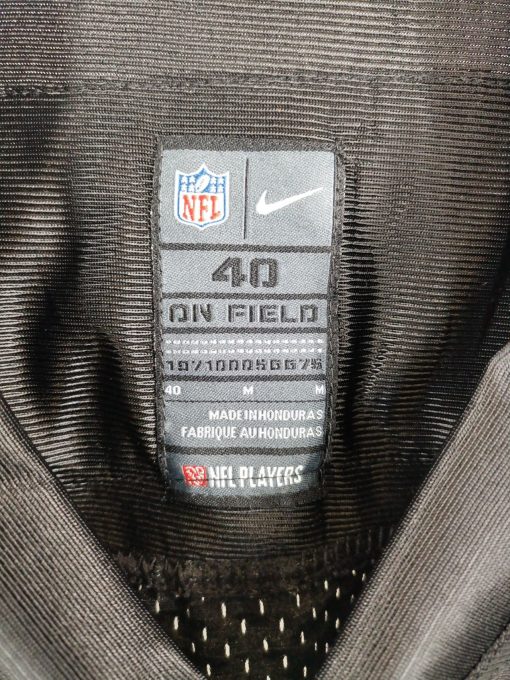 NFL
40
ON FIELD
40 M M
MADE IN HONDURAS
FABRIQUE AU HONDURAS
NFL PLAYERS